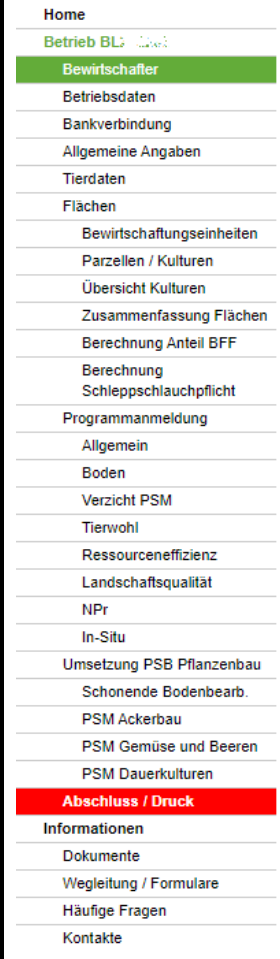 Home
Betrieb
Bewirtschafter
Betriebsdaten
Bankverbindung
Allgemeine Angaben
Tierdaten
Flächen
Bewirtschaftungseinheiten
Parzellen / Kulturen
Übersicht Kulturen
Zusammenfassung Flächen
Berechnung Anteil BFF
Berechnung
Schleppschlauchpflicht
Programmanmeldung
Allgemein
Boden
Verzicht PSM
Tierwohl
Ressourceneffizienz
Landschaftsqualität
NPr
In-Situ
Umsetzung PSB Pflanzenbau
Schonende Bodenbearb.
PSM Ackerbau
PSM Gemüse und Beeren
PSM Dauerkulturen
Abschluss / Druck
Informationen
Dokumente
Wegleitung / Formulare
Häufige Fragen
Kontakte